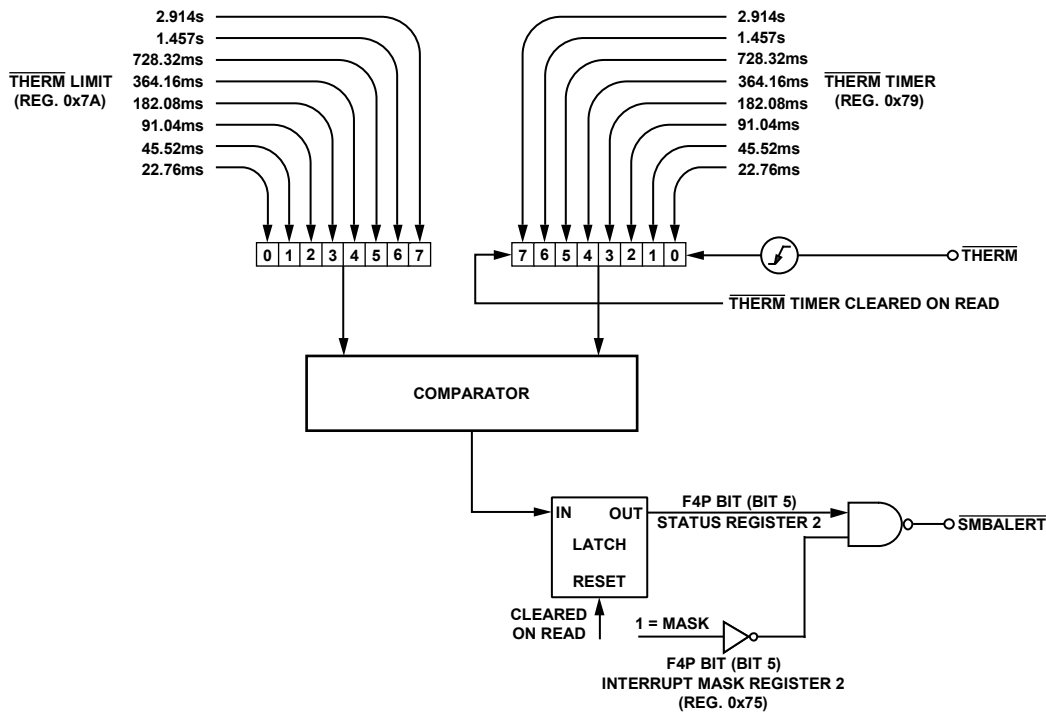 2.914s
1.457s
728.32ms
364.16ms
182.08ms
91.04ms
45.52ms
22.76ms
THERM LIMIT
(REG. 0x7A)
0 1 2 3 4 5 6 7
2.914s
1.457s
728.32ms
364.16ms
182.08ms
91.04ms
45.52ms
22.76ms
THERM TIMER
(REG. 0x79)
7 6 5 4 3 2 1 0
THERM
THERM TIMER CLEARED ON READ
COMPARATOR
IN OUT
LATCH
RESET
CLEARED
ON READ
F4P BIT (BIT 5)
STATUS REGISTER 2
SMBALERT
1 = MASK
F4P BIT (BIT 5)
INTERRUPT MASK REGISTER 2
(REG. 0x75)